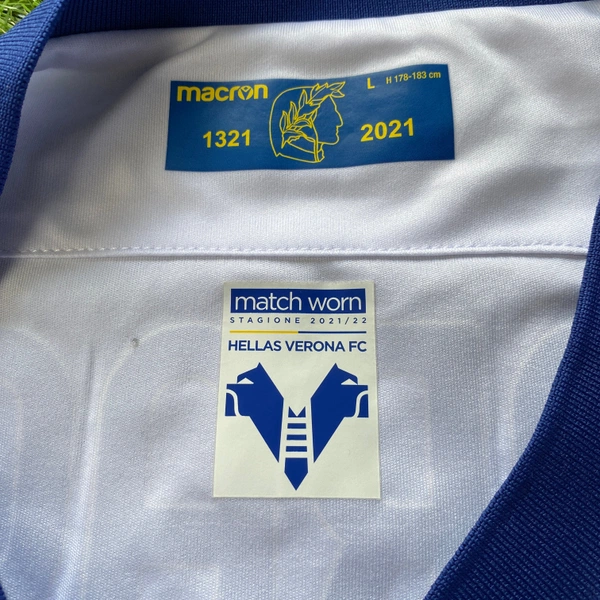 macron
L H 178-183 cm
1321 2021
match worn
STAGIONE 2021/22
HELLAS VERONA FC